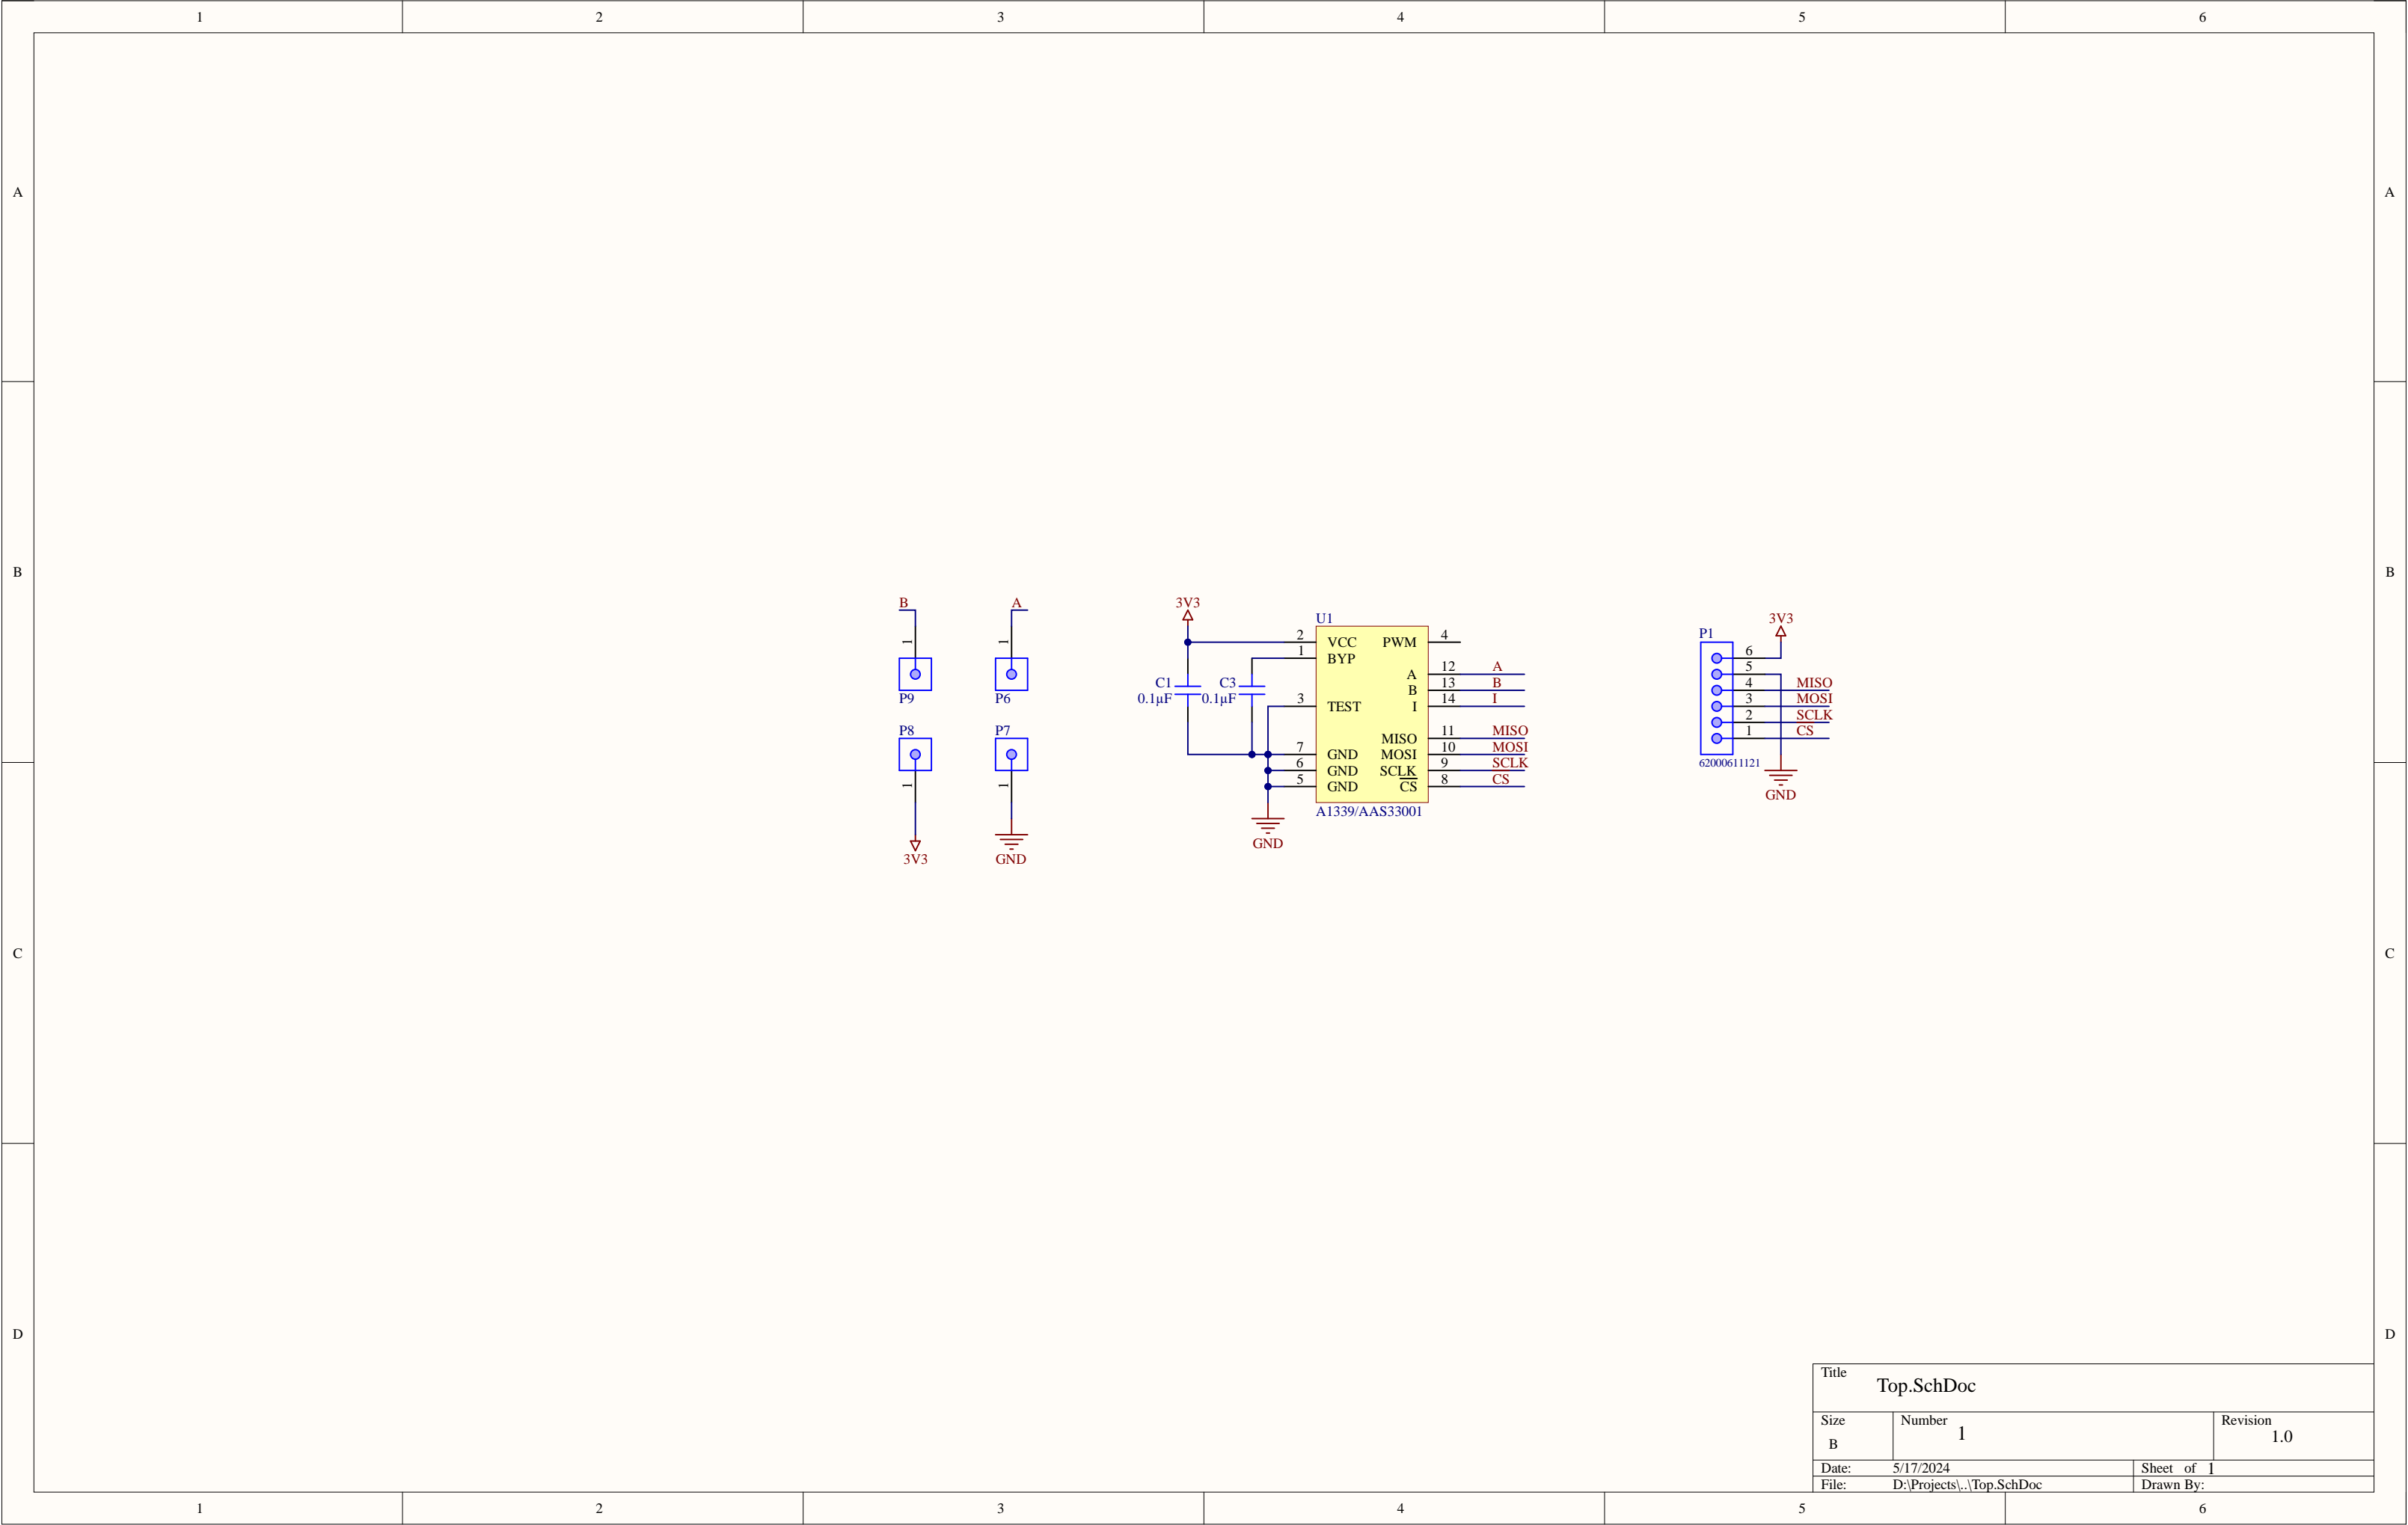 1 2 3 4 5 6
A A
B B
C C
D D
B
1
P9
A
1
P6
P8
1
3V3
P7
1
GND
3V3
C1
0.1µF
C3
0.1µF
GND
U1
2 VCC PWM 4
1 BYP
A 12 A
B 13 B
3 TEST I 14 I
MISO 11 MISO
7 GND MOSI 10 MOSI
6 GND SCLK 9 SCLK
5 GND CS 8 CS
A1339/AAS33001
P1
3V3
6
5
4 MISO
3 MOSI
2 SCLK
1 CS
62000611121
GND
Title
Top.SchDoc
Size
B
Number
1
Revision
1.0
Date: 5/17/2024 Sheet of 1
File: D:\Projects\..\Top.SchDoc Drawn By:
1 2 3 4 5 6